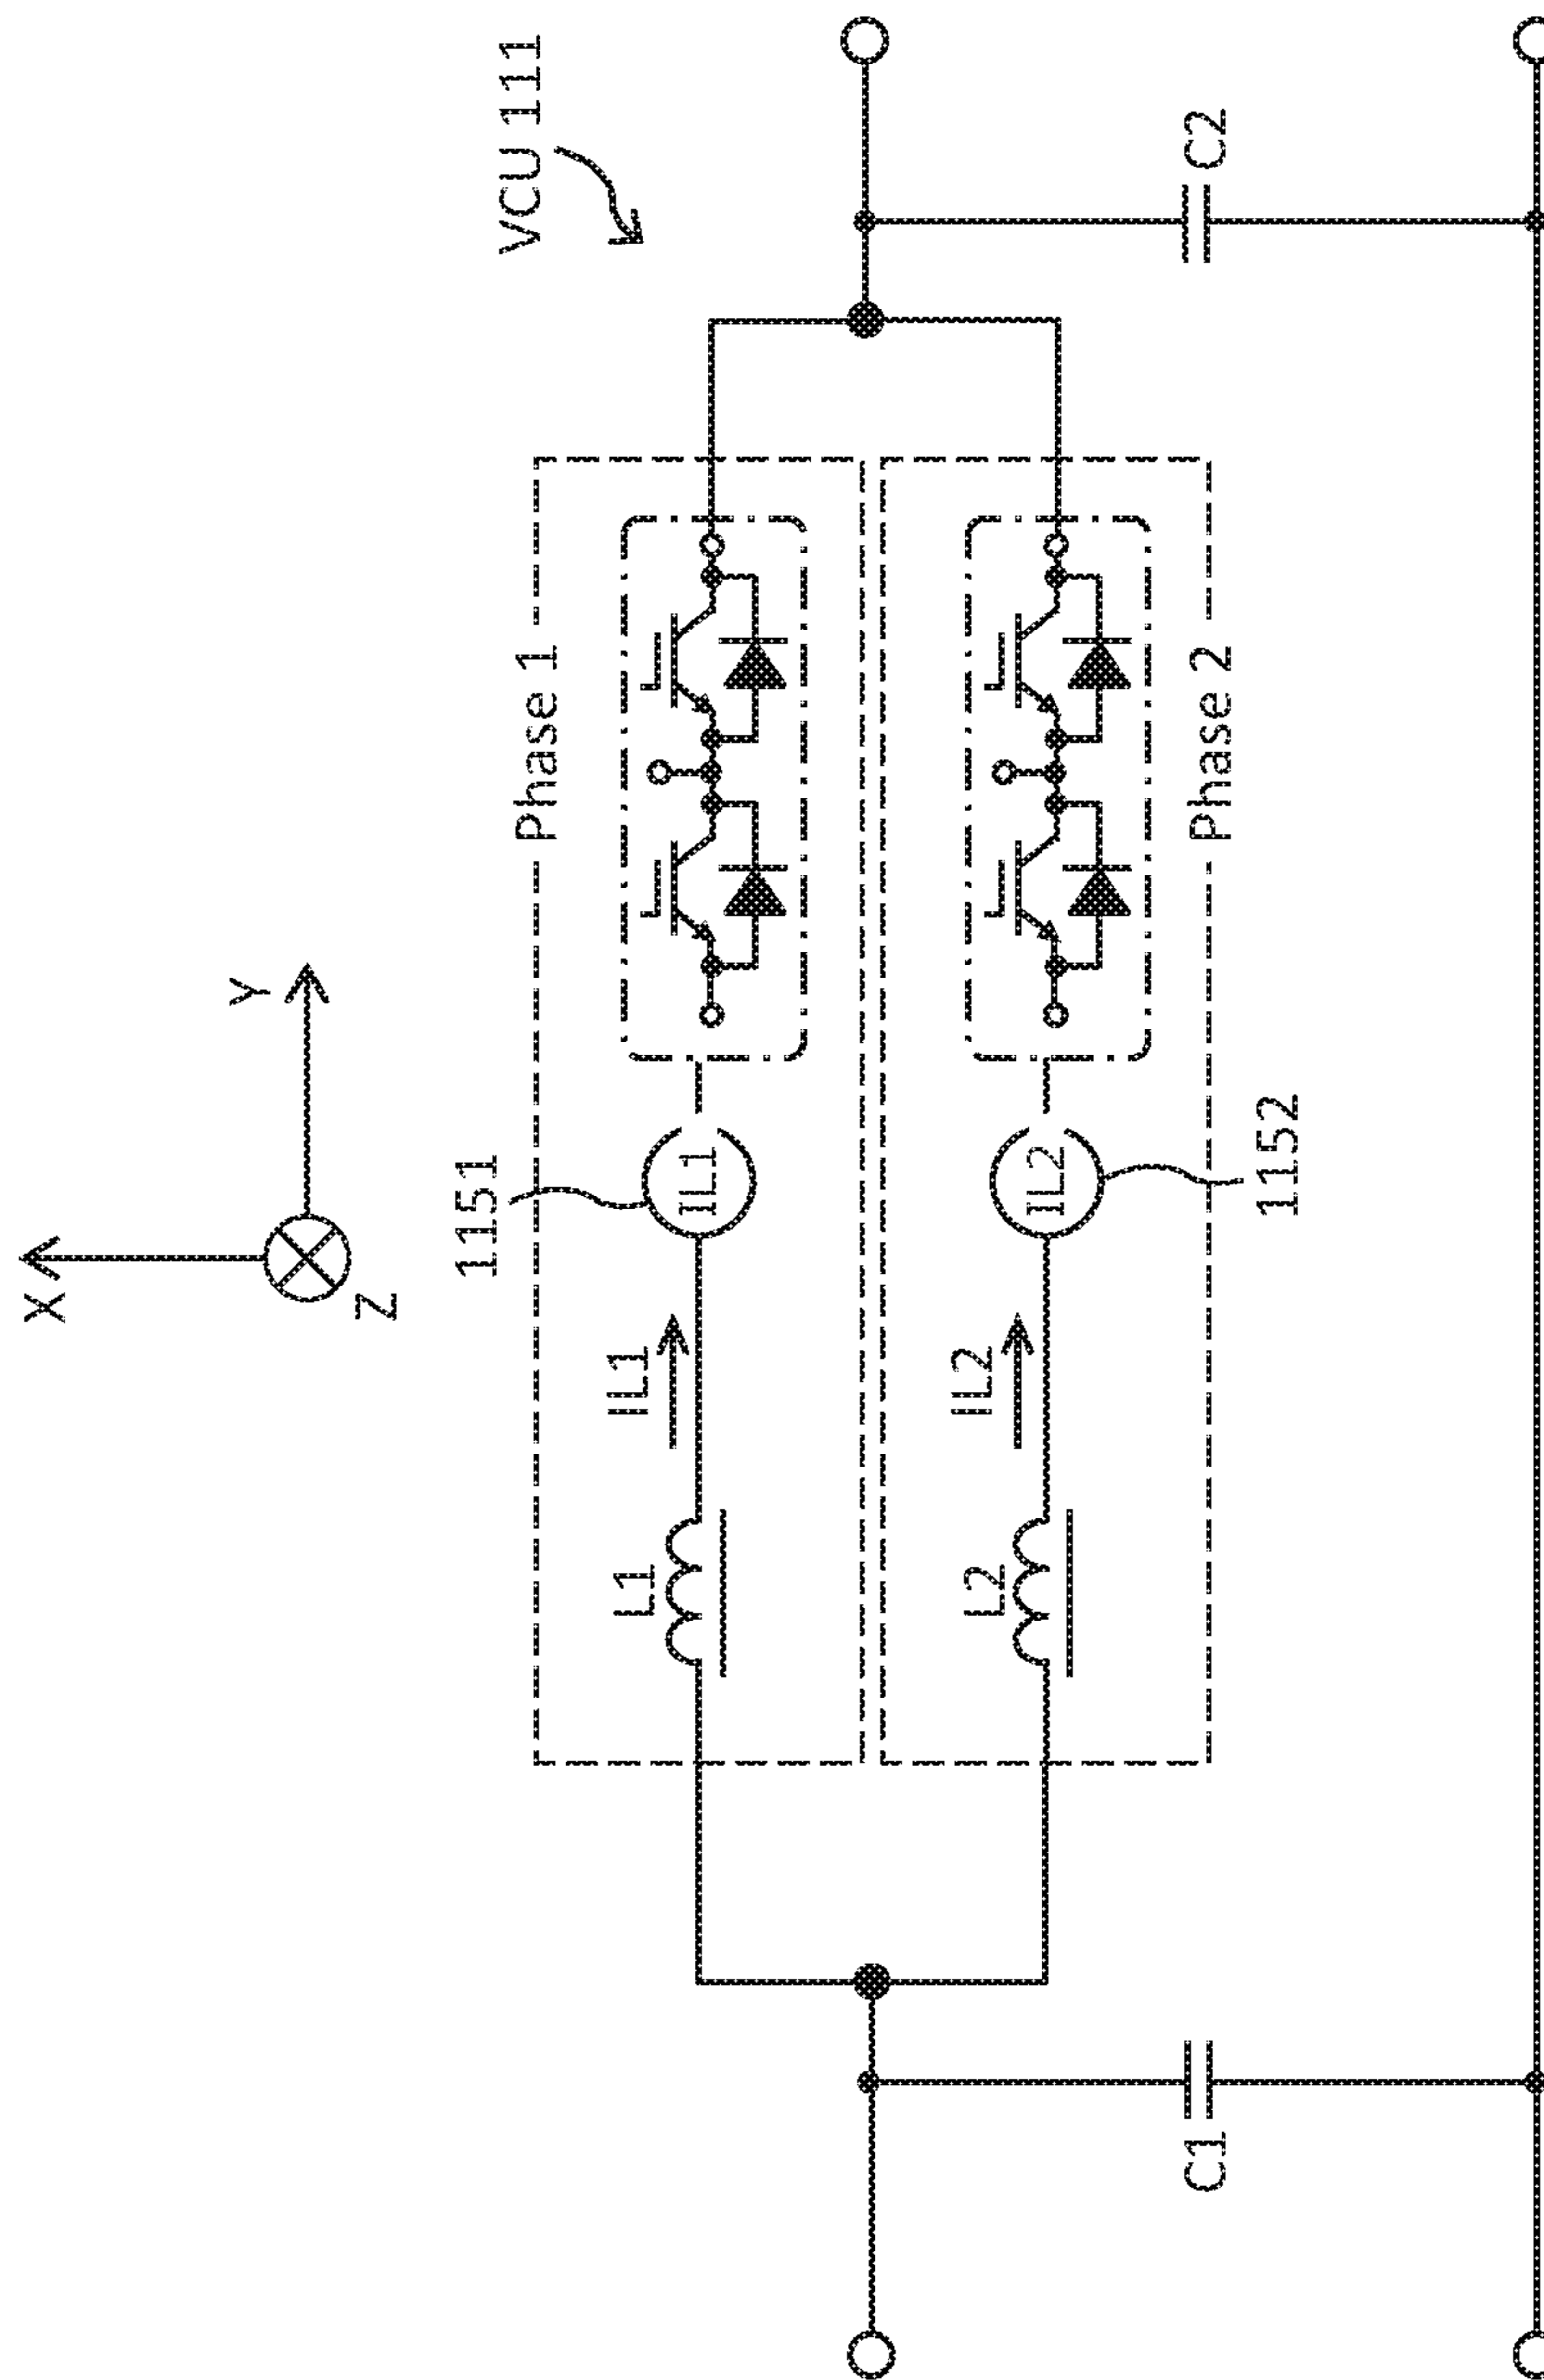 X
Y
Z
1151
VCU 111
Phase 1
L1
IL1
IL1
L2
IL2
IL2
C1
Phase 2
C2
1152